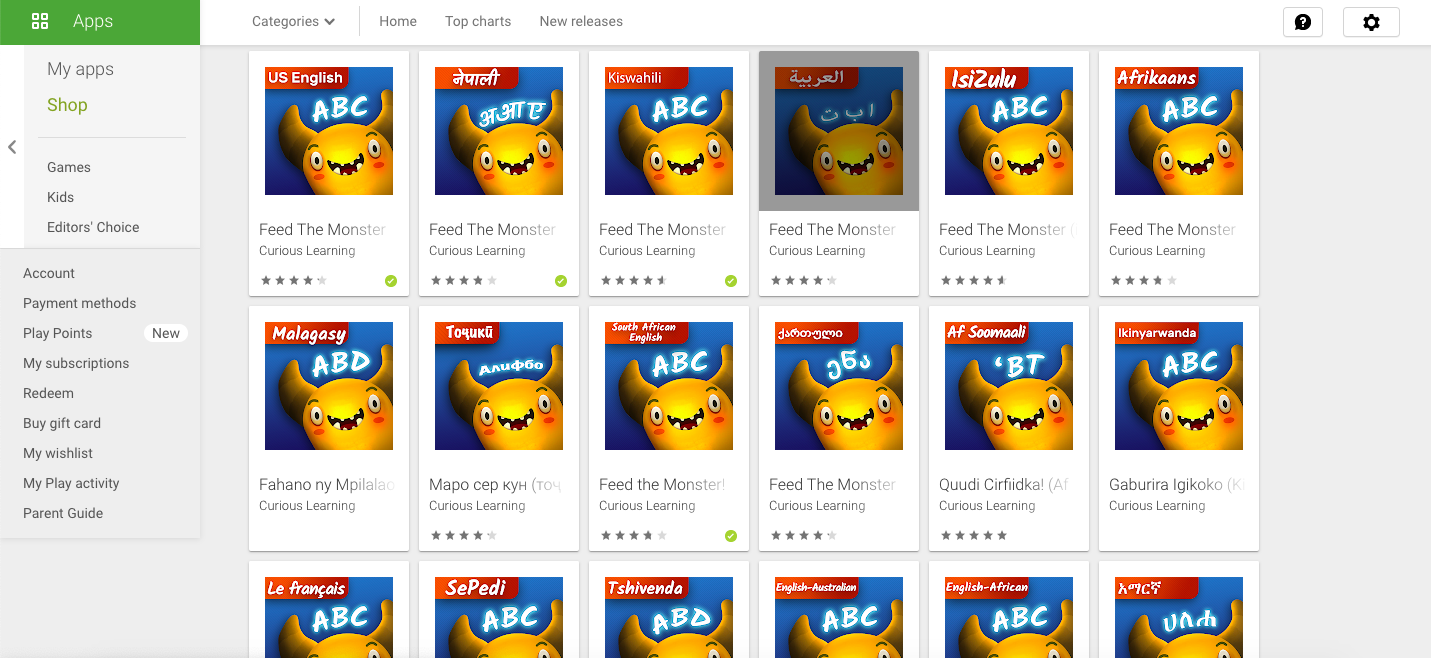 Apps
Categories
Home
Top charts
New releases
My apps
Shop
Games
Kids
Editors' Choice
Account
Payment methods
Play Points
New
My subscriptions
Redeem
Buy gift card
My wishlist
My Play activity
Parent Guide
US English
ABC
Feed The Monster
Curious Learning
नेपाली
अआए
Feed The Monster
Curious Learning
Kiswahili
ABC
Feed The Monster
Curious Learning
العربية
ا ب ت
Feed The Monster
Curious Learning
IsiZulu
ABC
Feed The Monster (
Curious Learning
Afrikaans
ABC
Feed The Monster
Curious Learning
Malagasy
ABD
Fahano ny Mpilalao
Curious Learning
Тоҷикӣ
Алифбо
Маро сер кун (тоҷ
Curious Learning
South African
English
ABC
Feed the Monster!
Curious Learning
ქართული
ენა
Feed The Monster
Curious Learning
Af Soomaali
‘BT
Quudi Cirfiidka! (Af
Curious Learning
Ikinyarwanda
ABC
Gaburira Igikoko (Ki
Curious Learning
Le français
ABC
SePedi
ABC
Tshivenda
ABD
English-Australian
ABC
English-African
ABC
አማርኛ
ሀለሐ